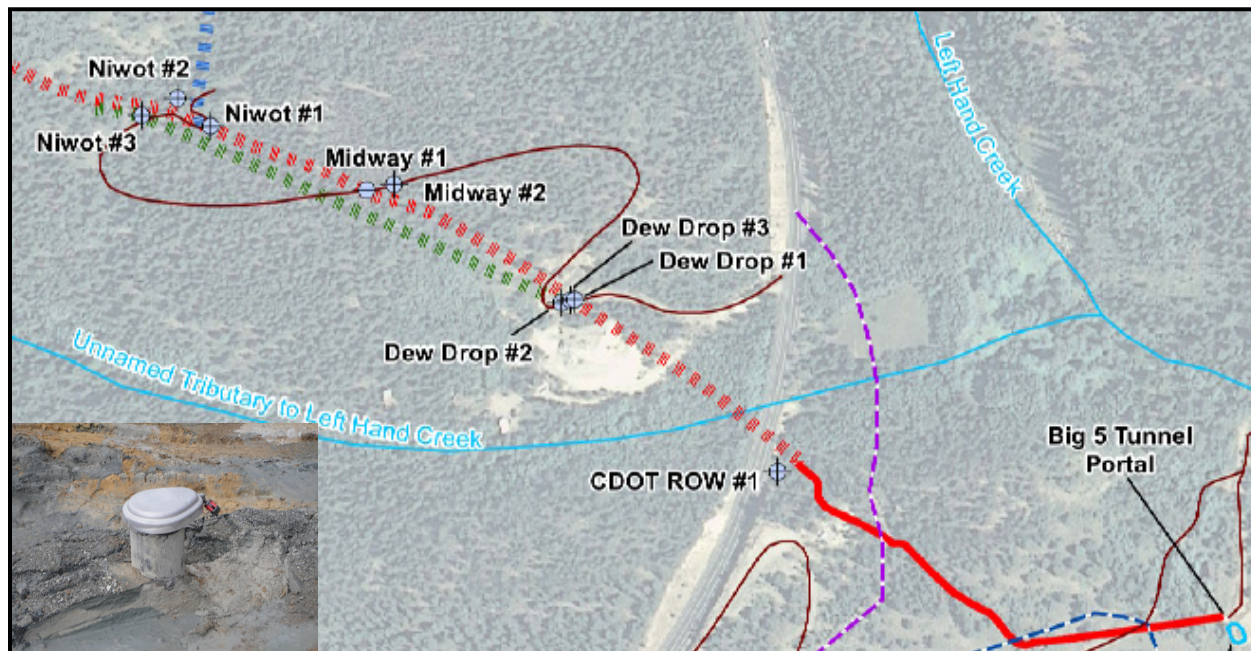 Niwot #2
Niwot #1
Niwot #3
Midway #1
Midway #2
Left Hand Creek
Dew Drop #3
Dew Drop #1
Dew Drop #2
Unnamed Tributary to Left Hand Creek
CDOT ROW #1
Big 5 Tunnel
Portal